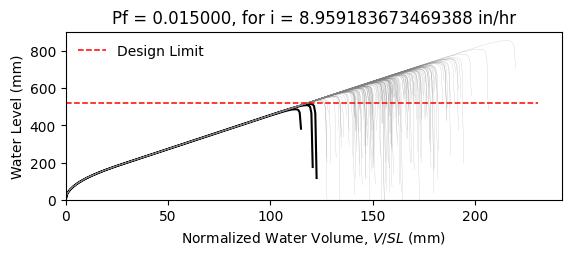 Pf = 0.015000, for i = 8.959183673469388 in/hr
Design Limit
Water Level (mm)
800
600
400
200
0
0 50 100 150 200
Normalized Water Volume, V/SL (mm)